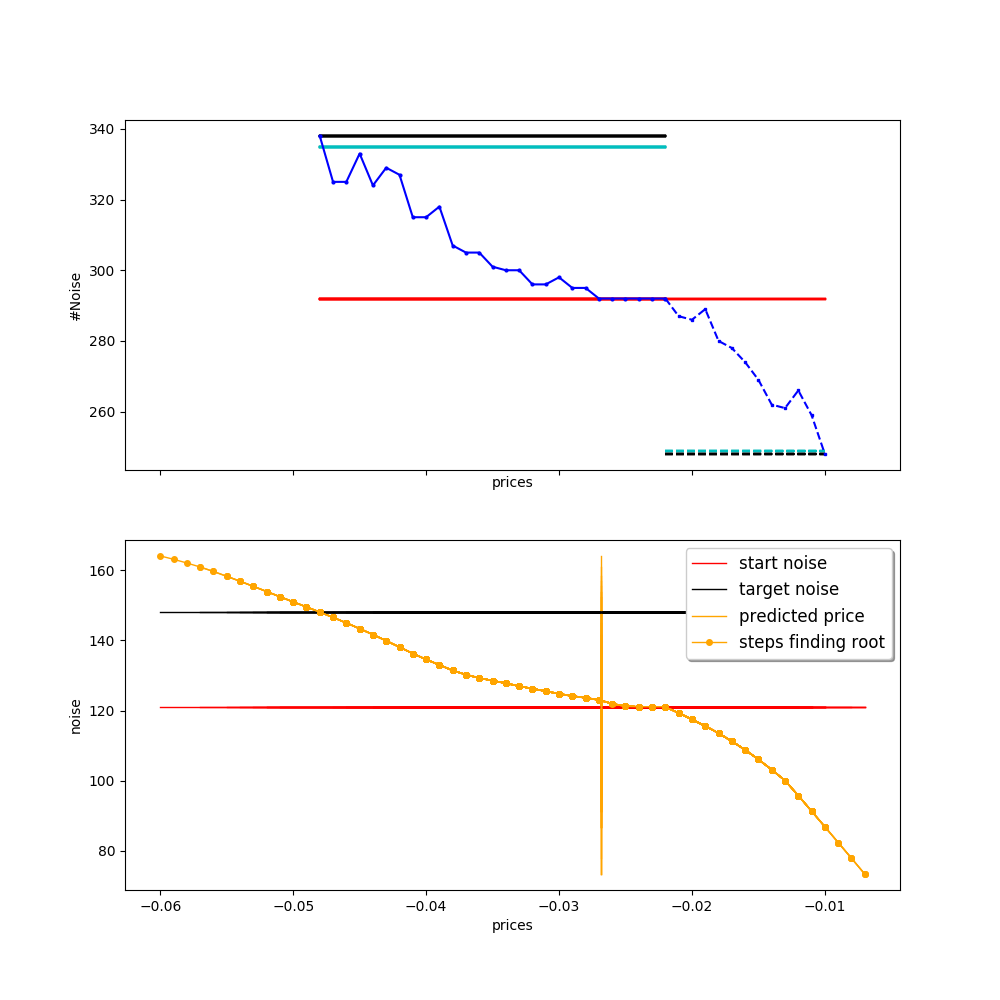 340
320
300
280
260
#Noise
prices
160
140
120
100
80
noise
start noise
target noise
predicted price
steps finding root
−0.06 −0.05 −0.04 −0.03 −0.02 −0.01
prices